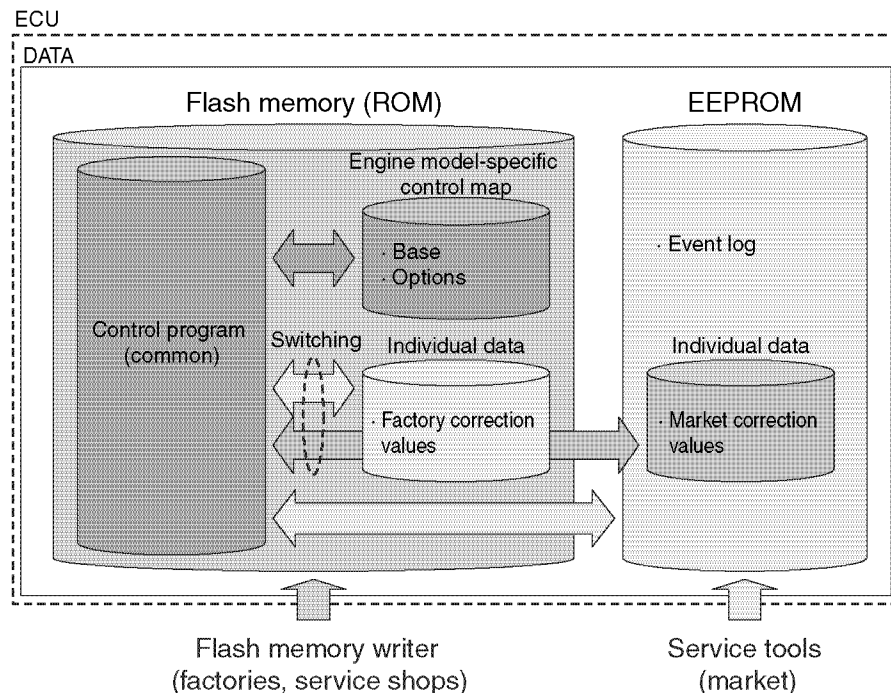 ECU
DATA
Flash memory (ROM)
EEPROM
Engine model-specific
control map
· Base
· Options
· Event log
Control program
(common)
Switching
Individual data
Individual data
· Factory correction
values
· Market correction
values
Flash memory writer
(factories, service shops)
Service tools
(market)